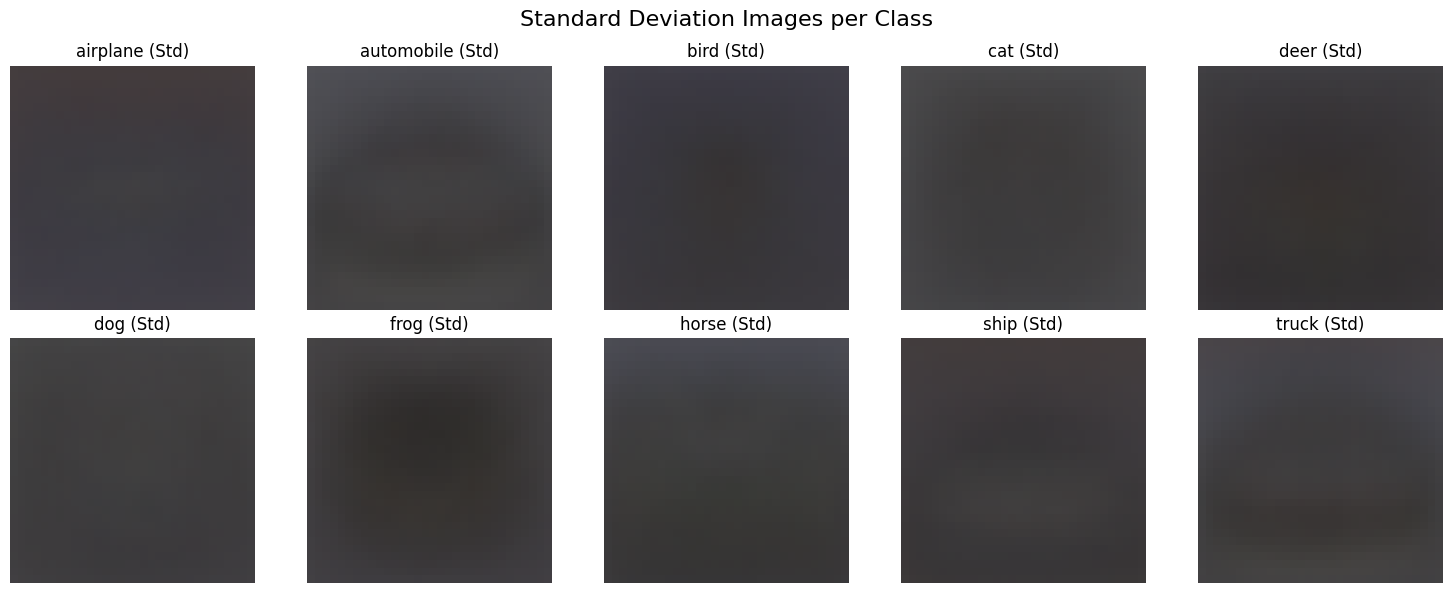 Standard Deviation Images per Class
airplane (Std)
automobile (Std)
bird (Std)
cat (Std)
deer (Std)
dog (Std)
frog (Std)
horse (Std)
ship (Std)
truck (Std)